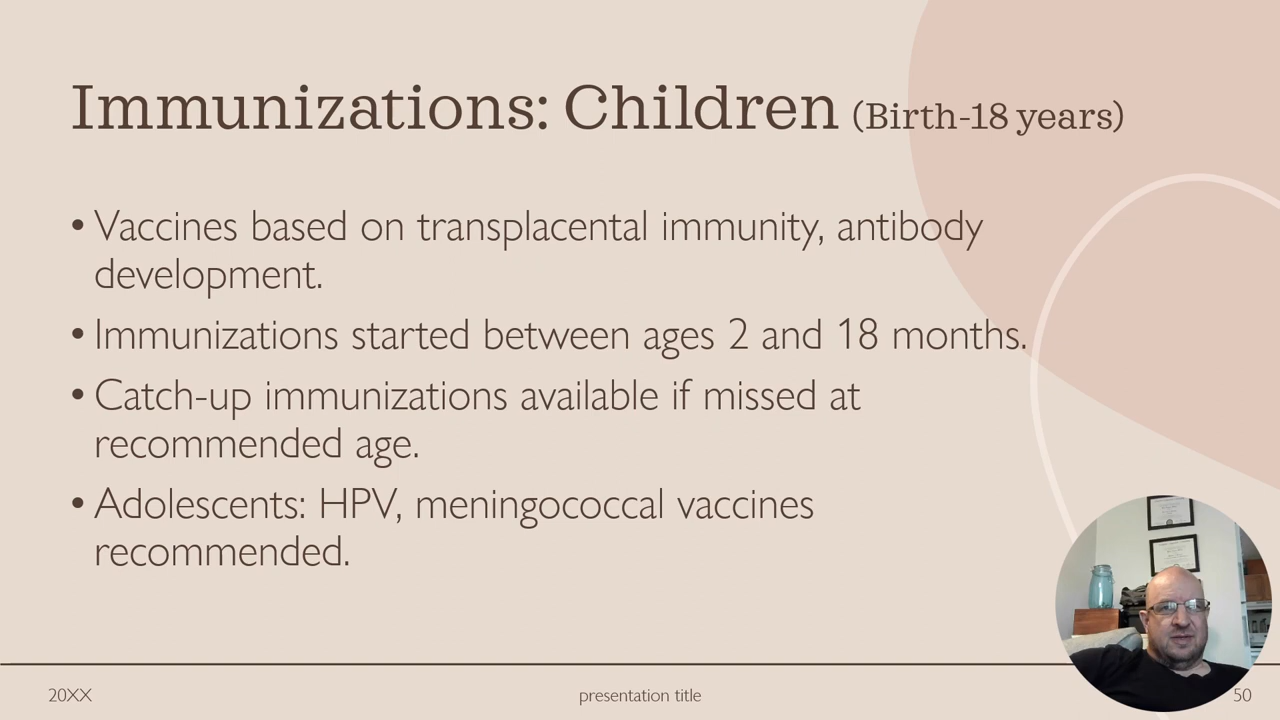 Immunizations: Children (Birth-18 years)
• Vaccines based on transplacental immunity, antibody
development.
• Immunizations started between ages 2 and 18 months.
• Catch-up immunizations available if missed at
recommended age.
• Adolescents: HPV, meningococcal vaccines
recommended.
20XX
presentation title
50